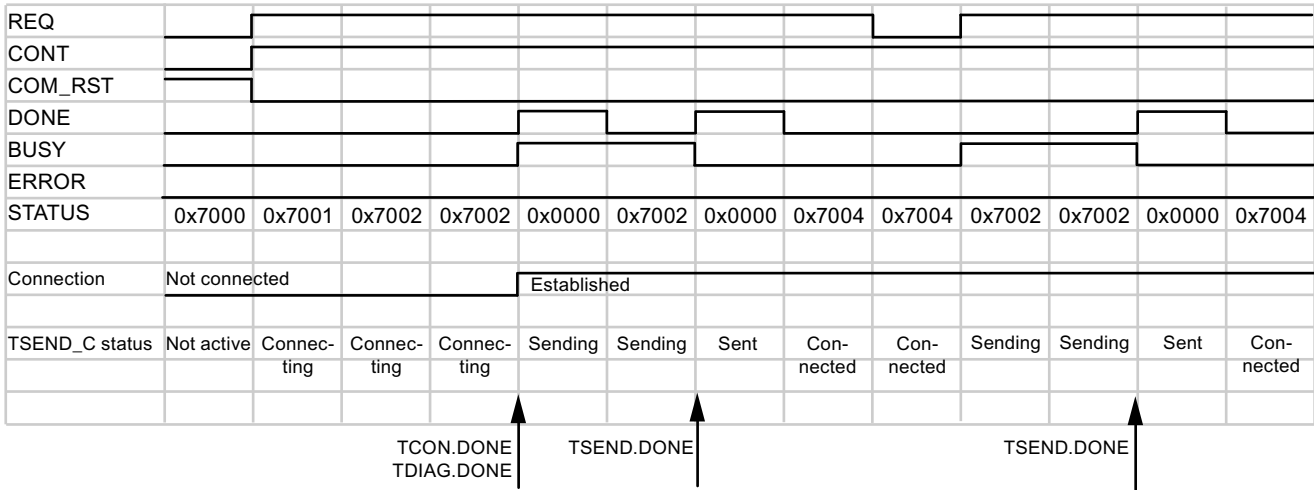 REQ
CONT
COM_RST
DONE
BUSY
ERROR
STATUS 0x7000 0x7001 0x7002 0x7002 0x0000 0x7002 0x0000 0x7004 0x7004 0x7002 0x7002 0x0000 0x7004
Connection Not connected Established
TSEND_C status Not active Connec- Connec- Connec- Sending Sending Sent Con- Con- Sending Sending Sent Con-
ting ting ting nected nected nected
TCON.DONE TSEND.DONE TSEND.DONE
TDIAG.DONE